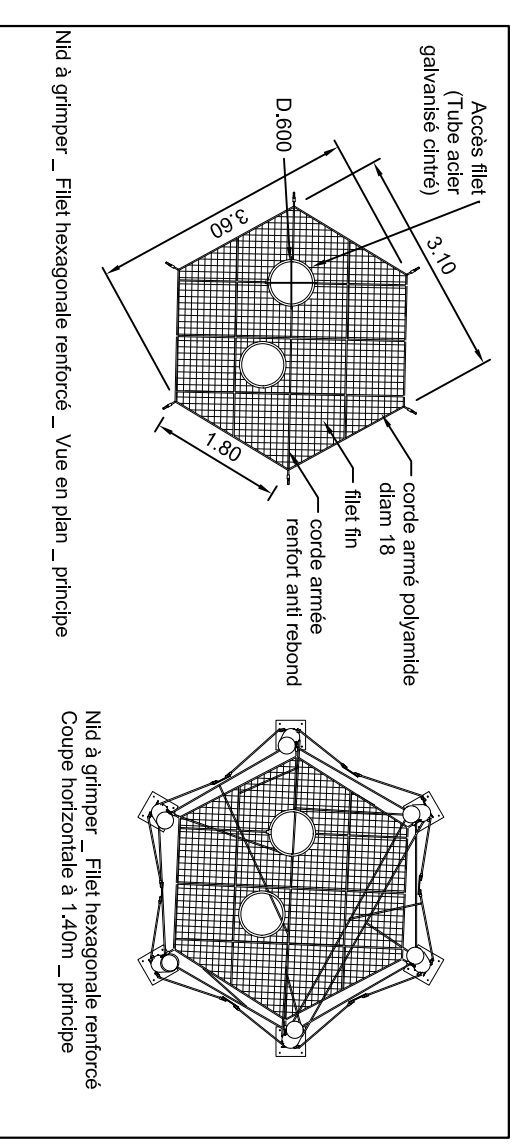 Accès filet
(Tube acier
galvanisé cintré)
D.600
3.60
3.10
1.80
corde armé polyamide
diam 18
filet fin
corde armée
renfort anti rebond
Nid à grimper _ Filet hexagonale renforcé _ Vue en plan _ principe
Nid à grimper _ Filet hexagonale renforcé
Coupe horizontale à 1.40m _ principe